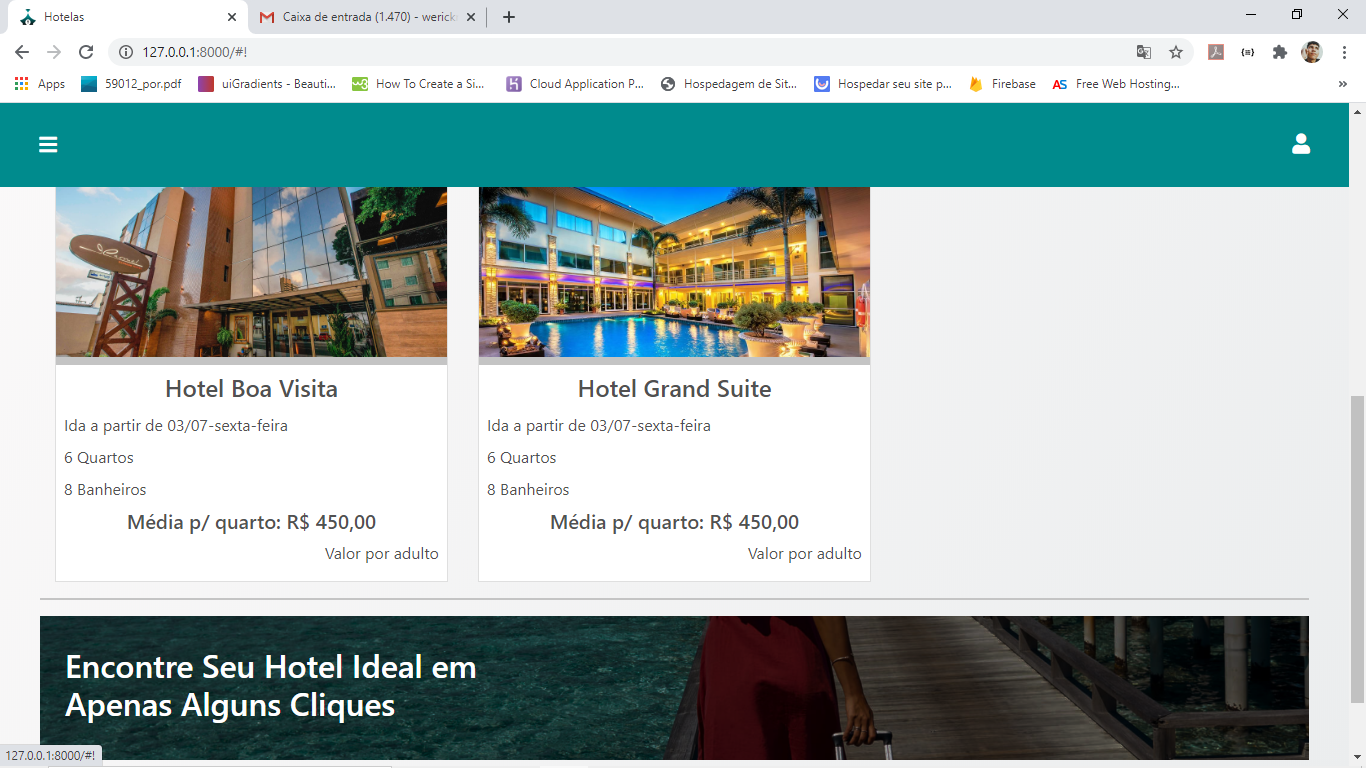 Hotelas
Caixa de entrada (1.470) - werick
127.0.0.1:8000/#!
Apps
59012_por.pdf
uiGradients - Beauti...
How To Create a Si...
Cloud Application P...
Hospedagem de Sit...
Hospedar seu site p...
Firebase
AS
Free Web Hosting...
»
Hotel Boa Visita
Ida a partir de 03/07-sexta-feira
6 Quartos
8 Banheiros
Média p/ quarto: R$ 450,00
Valor por adulto
Hotel Grand Suite
Ida a partir de 03/07-sexta-feira
6 Quartos
8 Banheiros
Média p/ quarto: R$ 450,00
Valor por adulto
Encontre Seu Hotel Ideal em
Apenas Alguns Cliques
127.0.0.1:8000/#!